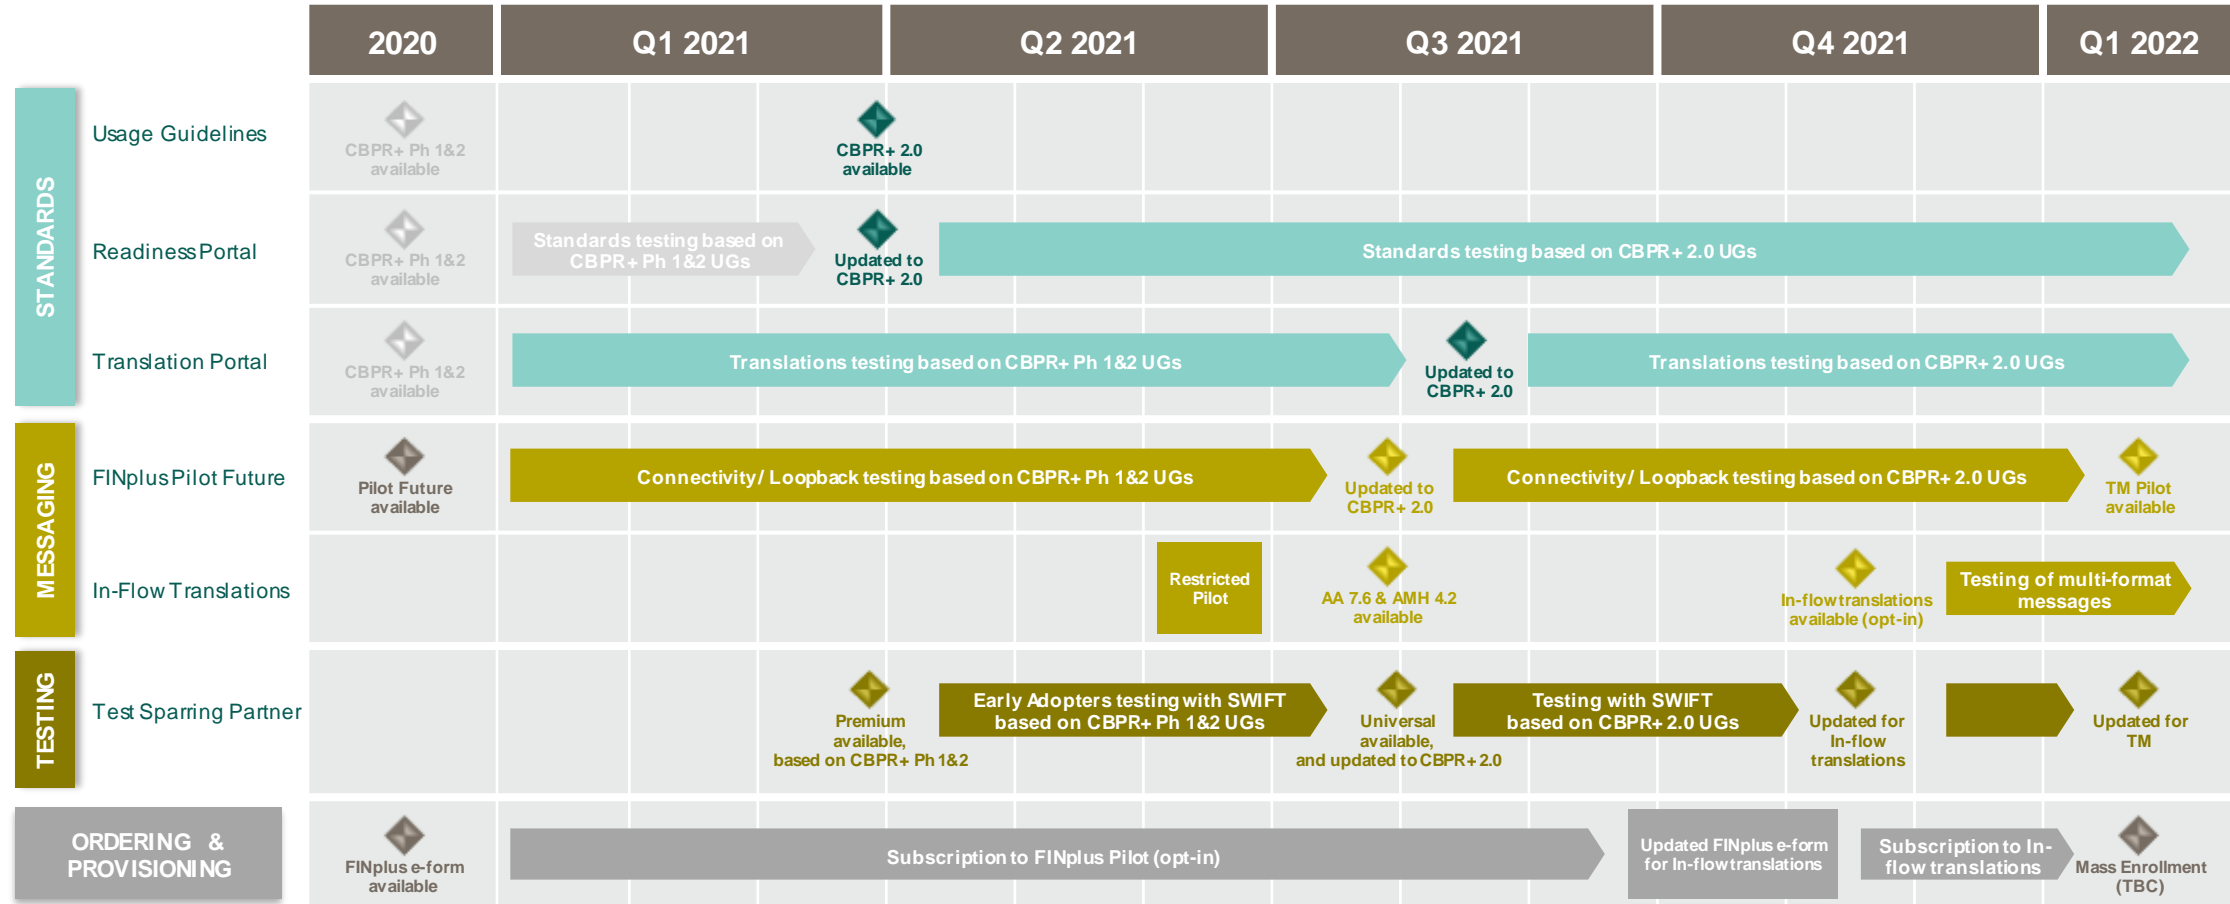 2020
Q1 2021
Q2 2021
Q3 2021
Q4 2021
Q1 2022
STANDARDS
Usage Guidelines
CBPR+ Ph 1&2
available
CBPR+ 2.0
available
Readiness Portal
CBPR+ Ph 1&2
available
Standards testing based on
CBPR+ Ph 1&2 UGs
Updated to
CBPR+ 2.0
Standards testing based on CBPR+ 2.0 UGs
Translation Portal
CBPR+ Ph 1&2
available
Translations testing based on CBPR+ Ph 1&2 UGs
Updated to
CBPR+ 2.0
Translations testing based on CBPR+ 2.0 UGs
MESSAGING
FINplus Pilot Future
Pilot Future
available
Connectivity/ Loopback testing based on CBPR+ Ph 1&2 UGs
Updated to
CBPR+ 2.0
Connectivity/ Loopback testing based on CBPR+ 2.0 UGs
TM Pilot
available
In-Flow Translations
Restricted
Pilot
AA 7.6 & AMH 4.2
available
In-flow translations
available (opt-in)
Testing of multi-format
messages
TESTING
Test Sparring Partner
Premium
available,
based on CBPR+ Ph 1&2
Early Adopters testing with SWIFT
based on CBPR+ Ph 1&2 UGs
Universal
available,
and updated to CBPR+ 2.0
Testing with SWIFT
based on CBPR+ 2.0 UGs
Updated for
In-flow
translations
Updated for
TM
ORDERING &
PROVISIONING
FINplus e-form
available
Subscription to FINplus Pilot (opt-in)
Updated FINplus e-form
for In-flow translations
Subscription to In-
flow translations
Mass Enrollment
(TBC)